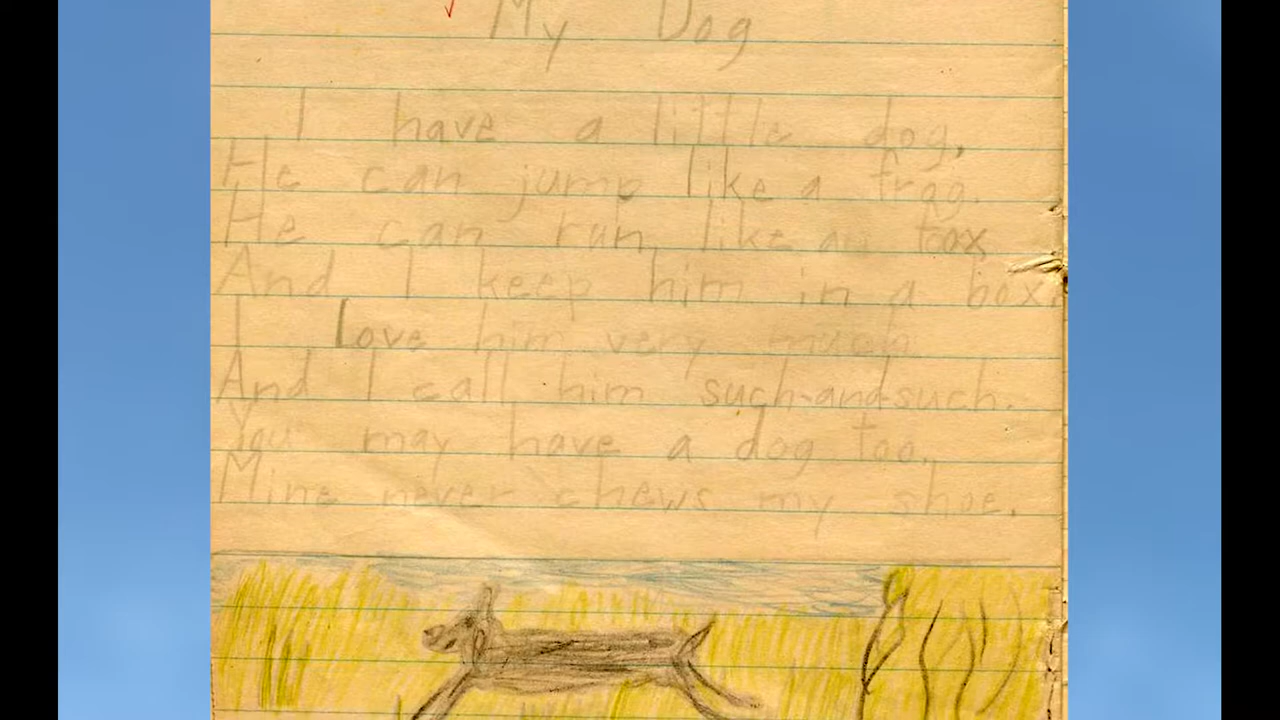 My Dog
I have a little dog,
He can jump like a frog.
He can run, like a
And I keep him in a box.
I Love him very much
And I call him such-and-such.
You may have a dog too,
Mine never chews my shoe.